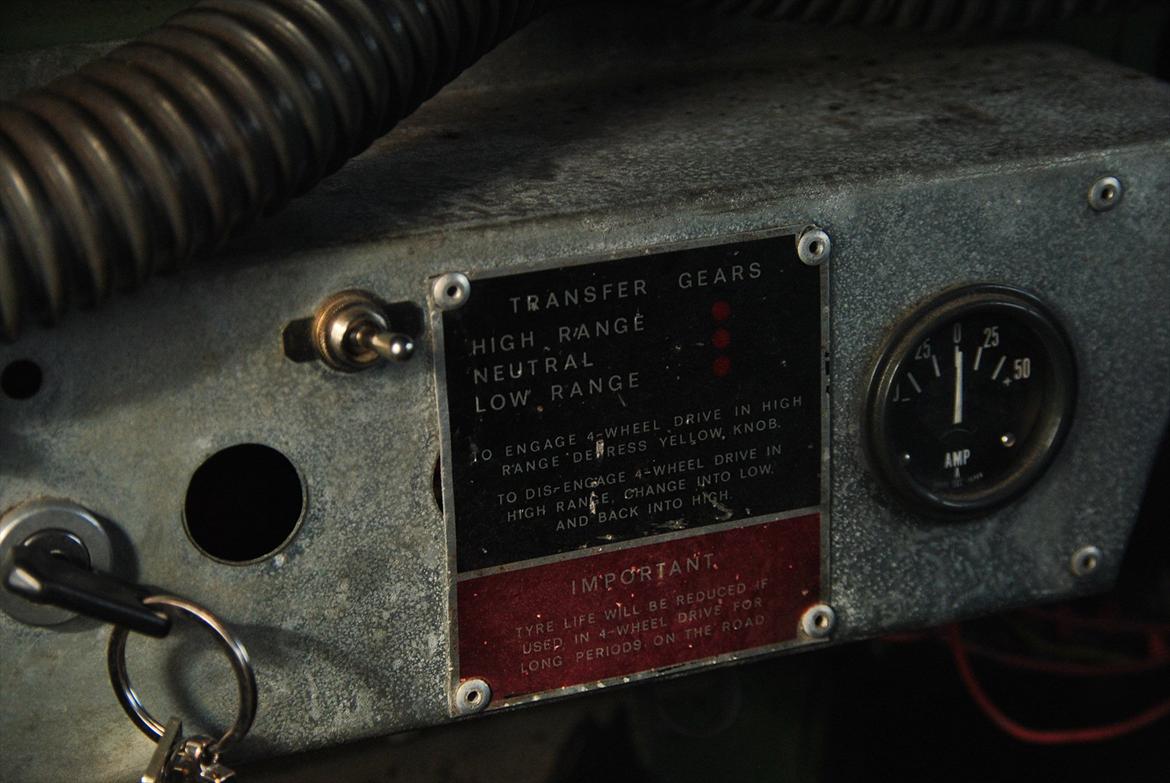 TRANSFER GEARS
HIGH RANGE
NEUTRAL
LOW RANGE
TO ENGAGE 4-WHEEL DRIVE IN HIGH
RANGE DEPRESS YELLOW KNOB.
TO DIS-ENGAGE 4-WHEEL DRIVE IN
HIGH RANGE, CHANGE INTO LOW,
AND BACK INTO HIGH.
IMPORTANT
TYRE LIFE WILL BE REDUCED IF
USED IN 4-WHEEL DRIVE FOR
LONG PERIODS ON THE ROAD
25 0 25
+ 50
AMP